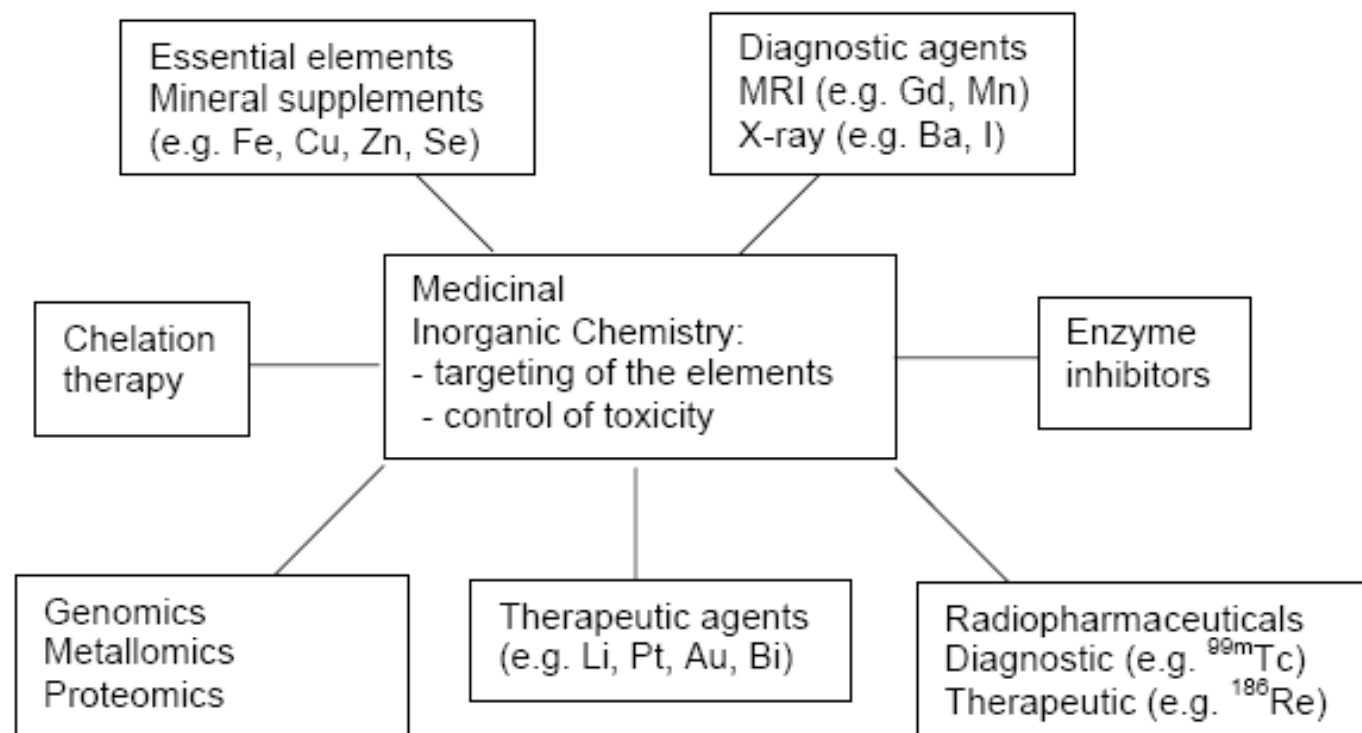 Essential elements
Mineral supplements
(e.g. Fe, Cu, Zn, Se)
Diagnostic agents
MRI (e.g. Gd, Mn)
X-ray (e.g. Ba, I)
Chelation
therapy
Medicinal
Inorganic Chemistry:
- targeting of the elements
- control of toxicity
Enzyme
inhibitors
Genomics
Metallomics
Proteomics
Therapeutic agents
(e.g. Li, Pt, Au, Bi)
Radiopharmaceuticals
Diagnostic (e.g. ⁹⁹ᵐTc)
Therapeutic (e.g. ¹⁸⁶Re)